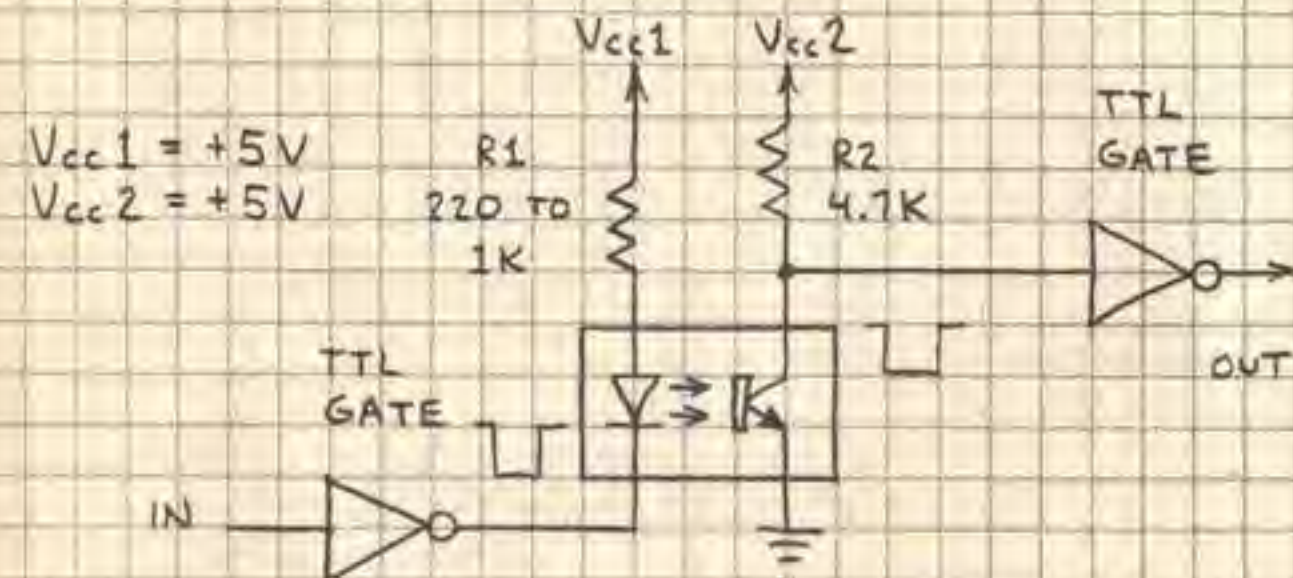 Vcc1
Vcc2
Vcc1 = +5V
Vcc2 = +5V
R1
220 TO
1K
R2
4.7K
TTL
GATE
TTL
GATE
IN
OUT